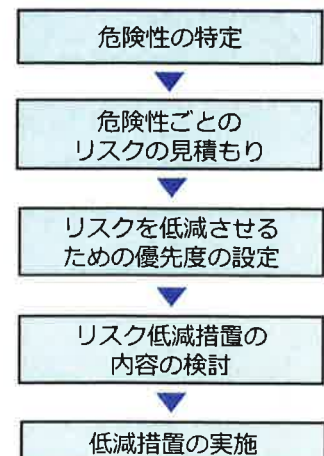 危険性の特定
危険性ごとの
リスクの見積もり
リスクを低減させる
ための優先度の設定
リスク低減措置の
内容の検討
低減措置の実施